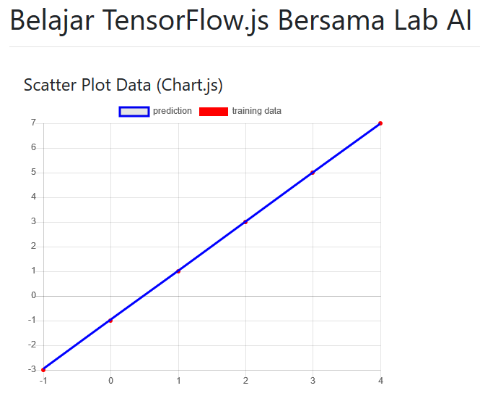 Belajar TensorFlow.js Bersama Lab AI
Scatter Plot Data (Chart.js)
prediction training data
7
6
5
4
3
2
1
0
-1
-2
-3
-1 0 1 2 3 4